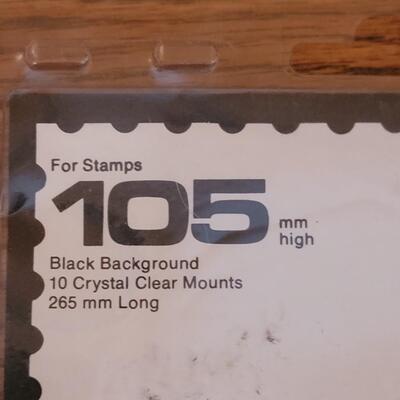 For Stamps
105 mm
high
Black Background
10 Crystal Clear Mounts
265 mm Long